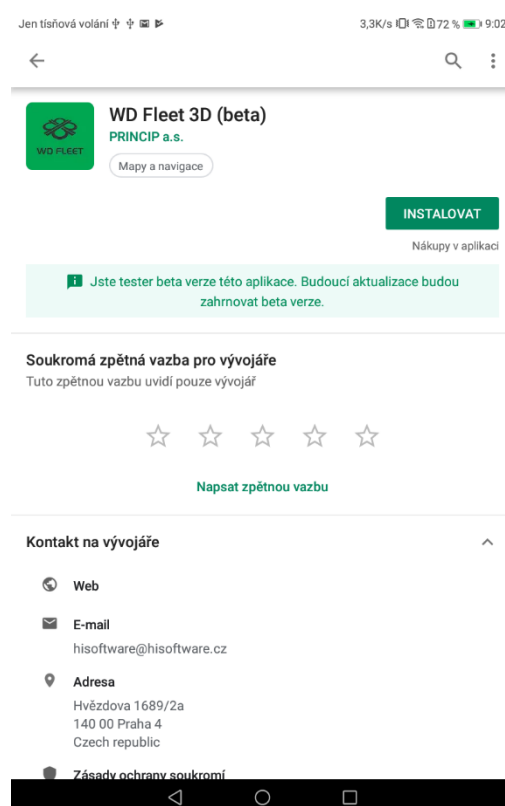 Jen tísňová volání 3,3K/s 72 % 9:02
WD Fleet 3D (beta)
PRINCIP a.s.
WD FLEET
Mapy a navigace
INSTALOVAT
Nákupy v aplikaci
Jste tester beta verze této aplikace. Budoucí aktualizace budou
zahrnovat beta verze.
Soukromá zpětná vazba pro vývojáře
Tuto zpětnou vazbu uvidí pouze vývojář
Napsat zpětnou vazbu
Kontakt na vývojáře
Web
E-mail
hisoftware@hisoftware.cz
Adresa
Hvězdova 1689/2a
140 00 Praha 4
Czech republic
Zásady ochrany soukromí